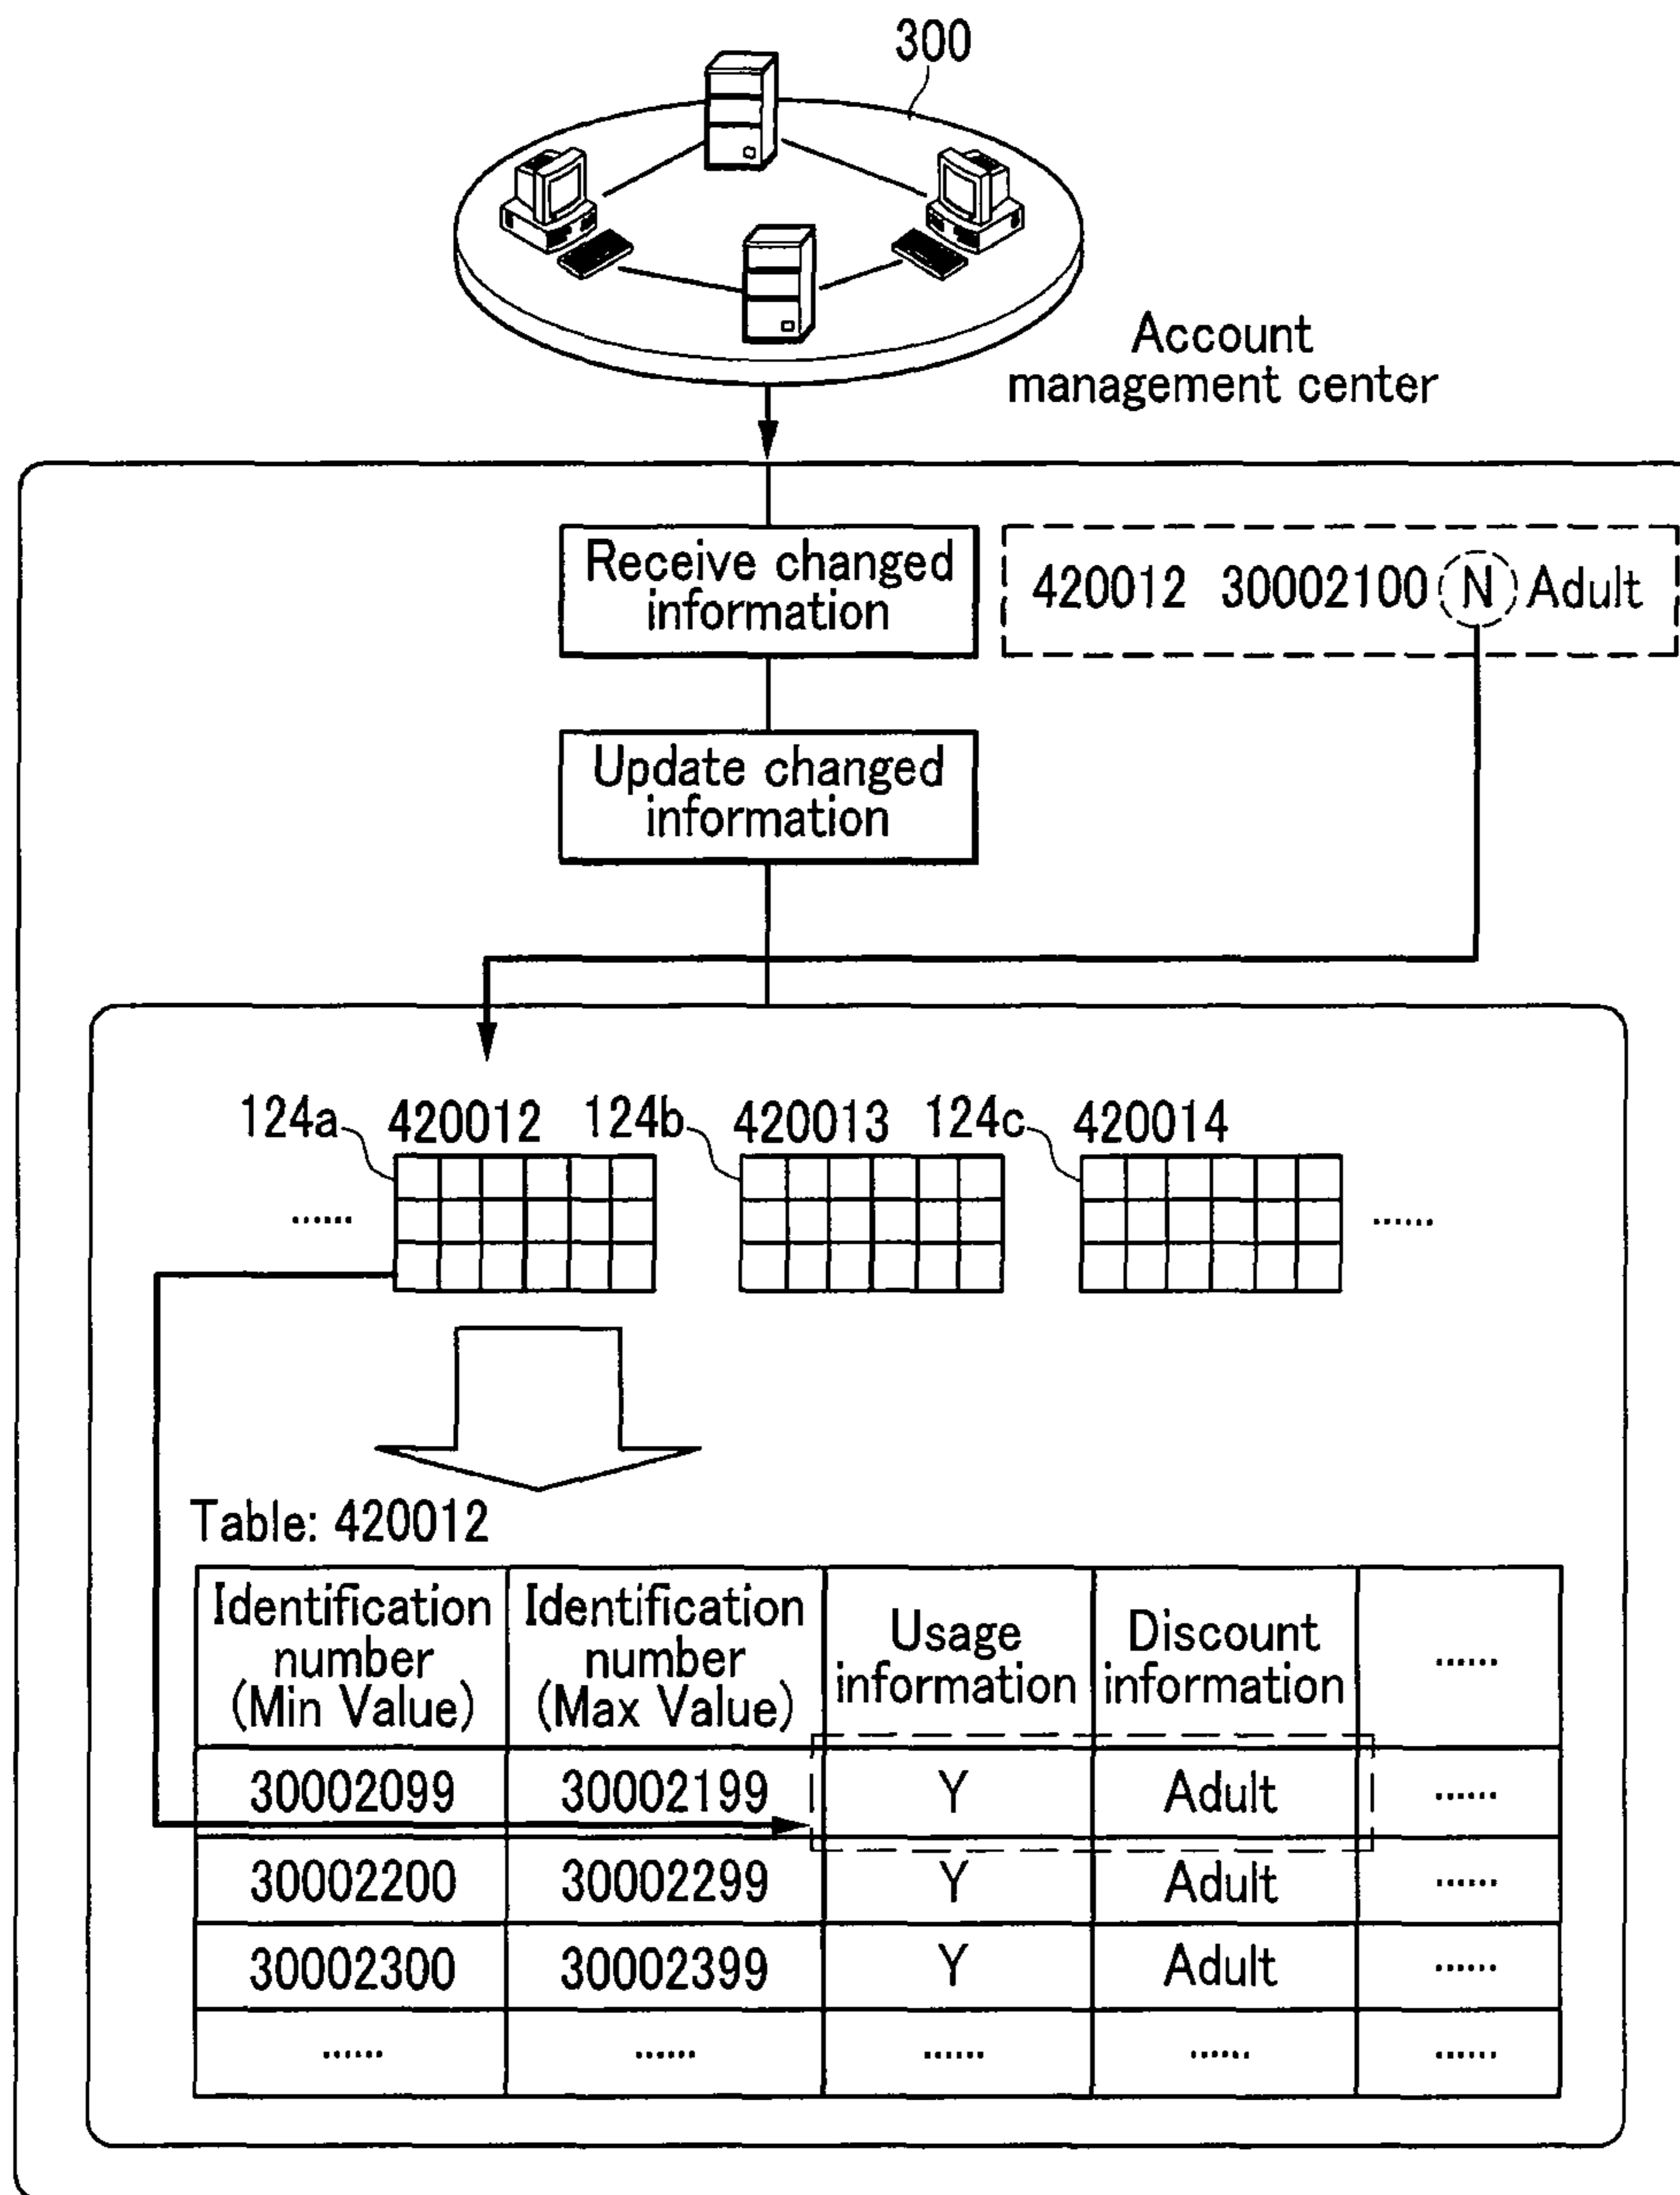 300
Account
management center
Receive changed
information
420012 30002100 N Adult
Update changed
information
124a 420012 124b 420013 124c 420014
...... ......
Table: 420012
Identification number (Min Value) Identification number (Max Value) Usage information Discount information ......
30002099 30002199 Y Adult ......
30002200 30002299 Y Adult ......
30002300 30002399 Y Adult ......
...... ...... ...... ...... ......